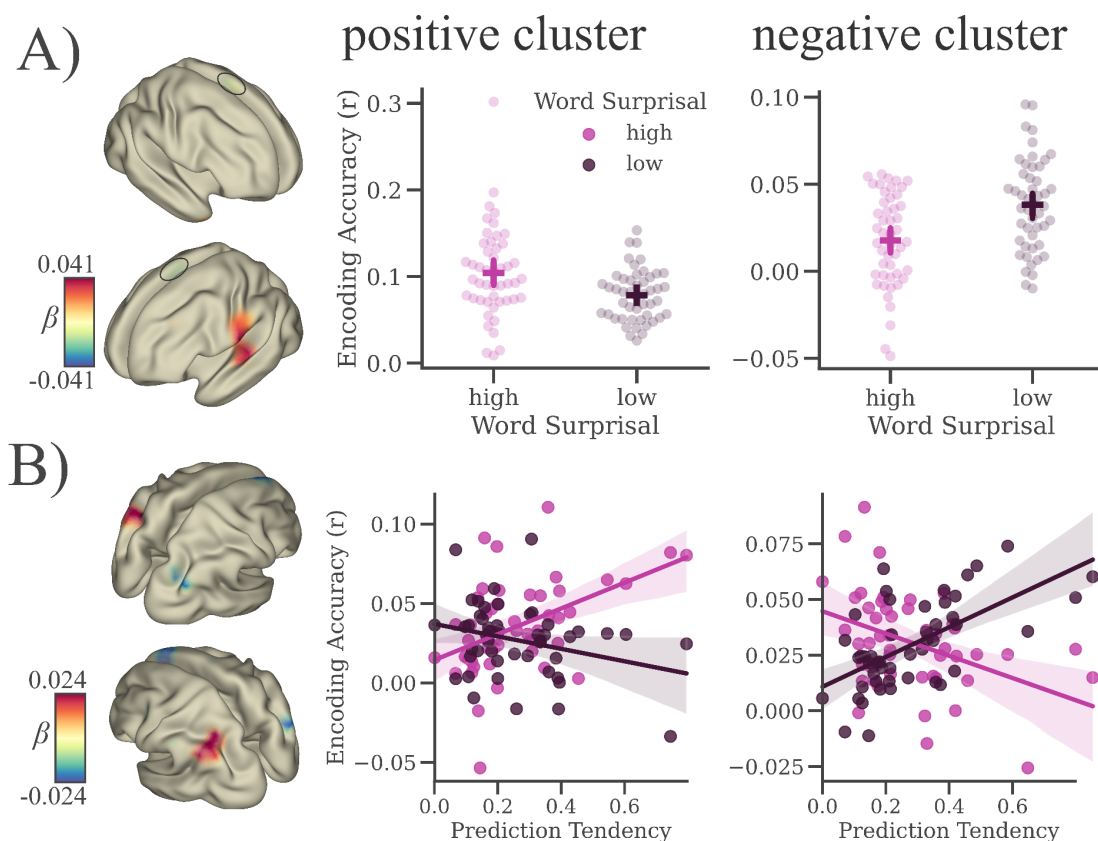 A)
positive cluster
negative cluster
0.041
β
-0.041
Encoding Accuracy (r)
0.3
0.2
0.1
0.0
Word Surprisal
high
low
high
low
Word Surprisal
0.10
0.05
0.00
−0.05
high
low
Word Surprisal
B)
0.024
β
-0.024
Encoding Accuracy (r)
0.10
0.05
0.00
−0.05
0.0
0.2
0.4
0.6
Prediction Tendency
0.075
0.050
0.025
0.000
−0.025
0.0
0.2
0.4
0.6
Prediction Tendency